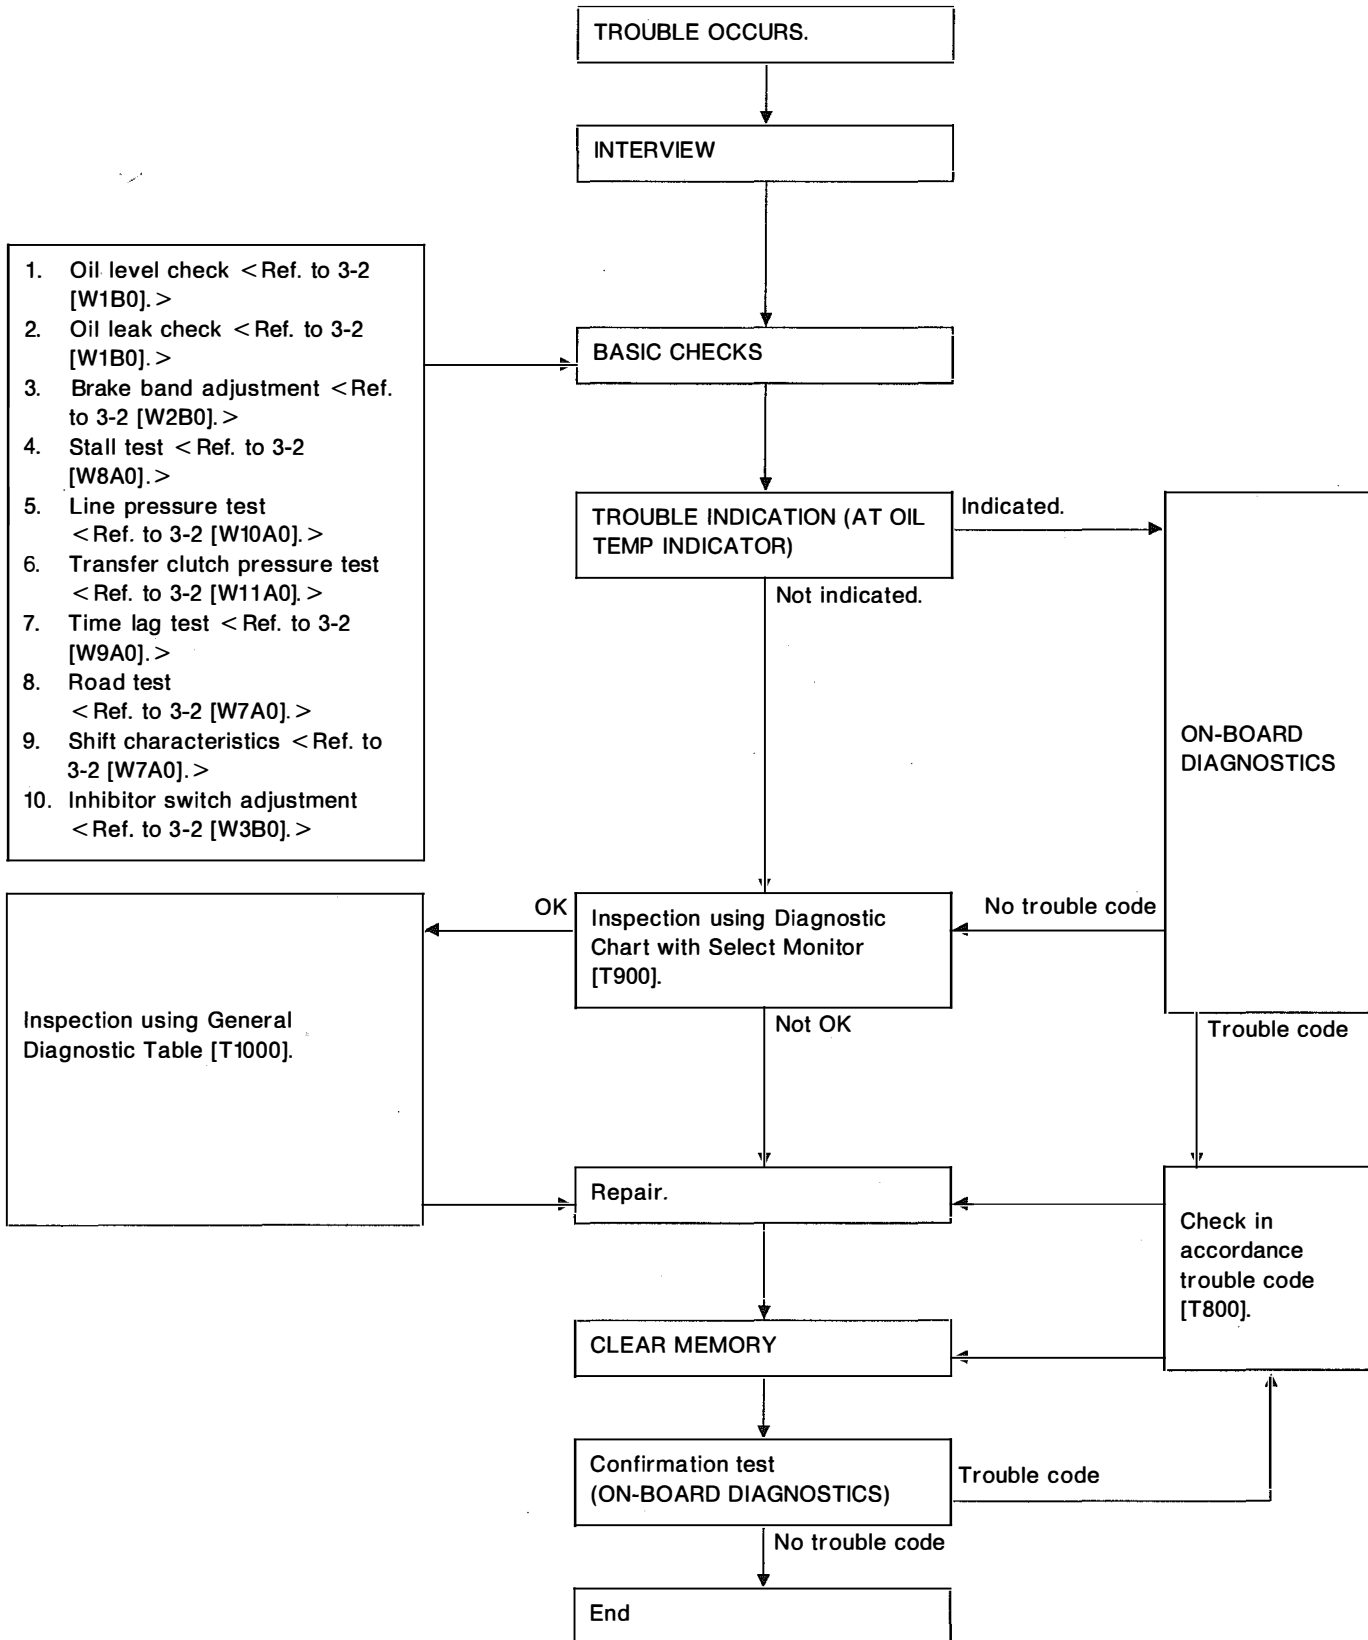 TROUBLE OCCURS.
INTERVIEW
1. Oil level check <Ref. to 3-2
[W1B0].>
2. Oil leak check <Ref. to 3-2
[W1B0].>
3. Brake band adjustment <Ref.
to 3-2 [W2B0].>
4. Stall test <Ref. to 3-2
[W8A0].>
5. Line pressure test
<Ref. to 3-2 [W10A0].>
6. Transfer clutch pressure test
<Ref. to 3-2 [W11A0].>
7. Time lag test <Ref. to 3-2
[W9A0].>
8. Road test
<Ref. to 3-2 [W7A0].>
9. Shift characteristics <Ref. to
3-2 [W7A0].>
10. Inhibitor switch adjustment
<Ref. to 3-2 [W3B0].>
BASIC CHECKS
TROUBLE INDICATION (AT OIL
TEMP INDICATOR)
Indicated.
Not indicated.
ON-BOARD
DIAGNOSTICS
OK
Inspection using Diagnostic
Chart with Select Monitor
[T900].
No trouble code
Not OK
Trouble code
Inspection using General
Diagnostic Table [T1000].
Repair.
Check in
accordance
trouble code
[T800].
CLEAR MEMORY
Confirmation test
(ON-BOARD DIAGNOSTICS)
Trouble code
No trouble code
End